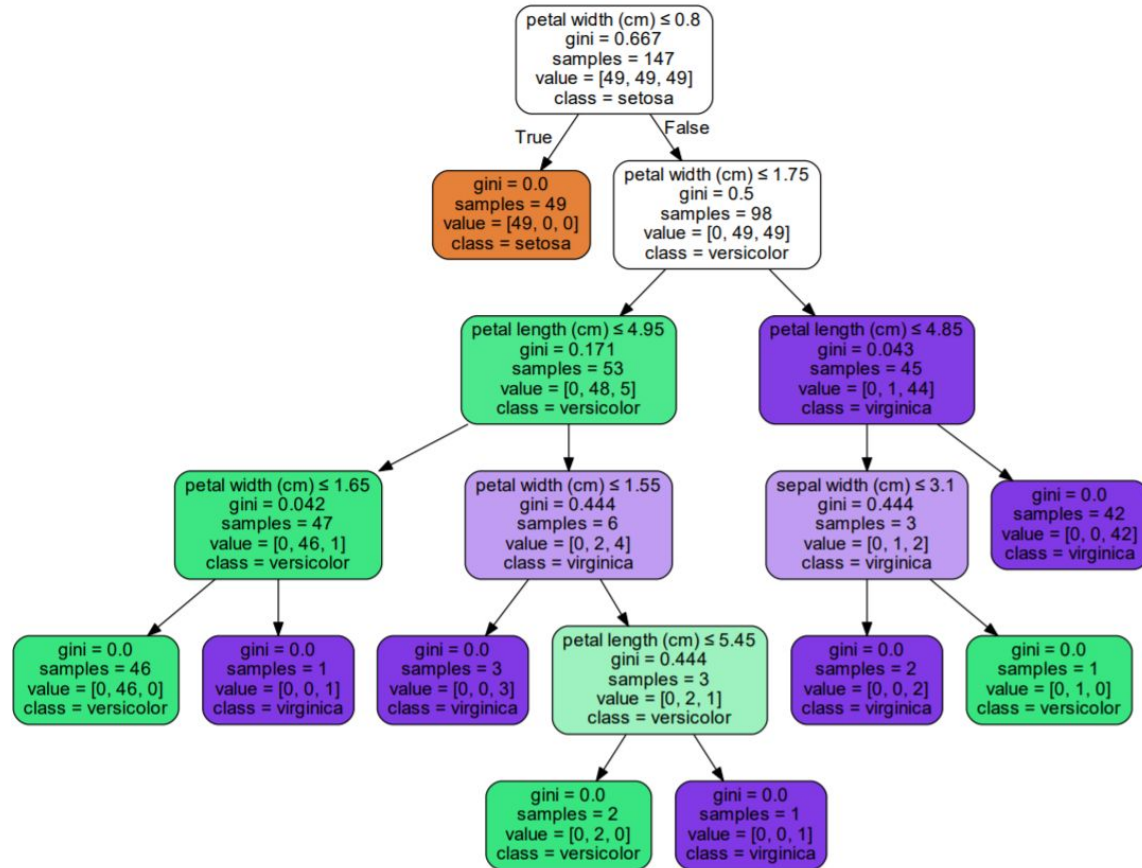 petal width (cm) ≤ 0.8
gini = 0.667
samples = 147
value = [49, 49, 49]
class = setosa
True
False
gini = 0.0
samples = 49
value = [49, 0, 0]
class = setosa
petal width (cm) ≤ 1.75
gini = 0.5
samples = 98
value = [0, 49, 49]
class = versicolor
petal length (cm) ≤ 4.95
gini = 0.171
samples = 53
value = [0, 48, 5]
class = versicolor
petal length (cm) ≤ 4.85
gini = 0.043
samples = 45
value = [0, 1, 44]
class = virginica
petal width (cm) ≤ 1.65
gini = 0.042
samples = 47
value = [0, 46, 1]
class = versicolor
petal width (cm) ≤ 1.55
gini = 0.444
samples = 6
value = [0, 2, 4]
class = virginica
sepal width (cm) ≤ 3.1
gini = 0.444
samples = 3
value = [0, 1, 2]
class = virginica
gini = 0.0
samples = 42
value = [0, 0, 42]
class = virginica
gini = 0.0
samples = 46
value = [0, 46, 0]
class = versicolor
gini = 0.0
samples = 1
value = [0, 0, 1]
class = virginica
gini = 0.0
samples = 3
value = [0, 0, 3]
class = virginica
petal length (cm) ≤ 5.45
gini = 0.444
samples = 3
value = [0, 2, 1]
class = versicolor
gini = 0.0
samples = 2
value = [0, 0, 2]
class = virginica
gini = 0.0
samples = 1
value = [0, 1, 0]
class = versicolor
gini = 0.0
samples = 2
value = [0, 2, 0]
class = versicolor
gini = 0.0
samples = 1
value = [0, 0, 1]
class = virginica